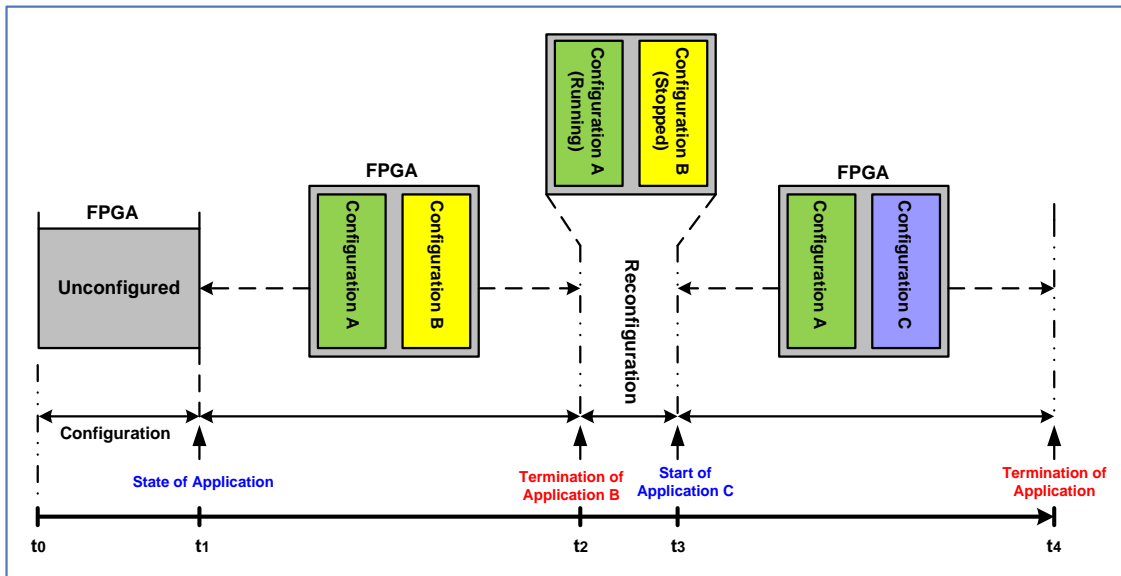 Configuration A
(Running)
Configuration B
(Stopped)
FPGA
FPGA
FPGA
Unconfigured
Configuration A
Configuration B
Reconfiguration
Configuration A
Configuration C
Configuration
State of Application
Termination of
Application B
Start of
Application C
Termination of
Application
t0
t1
t2
t3
t4